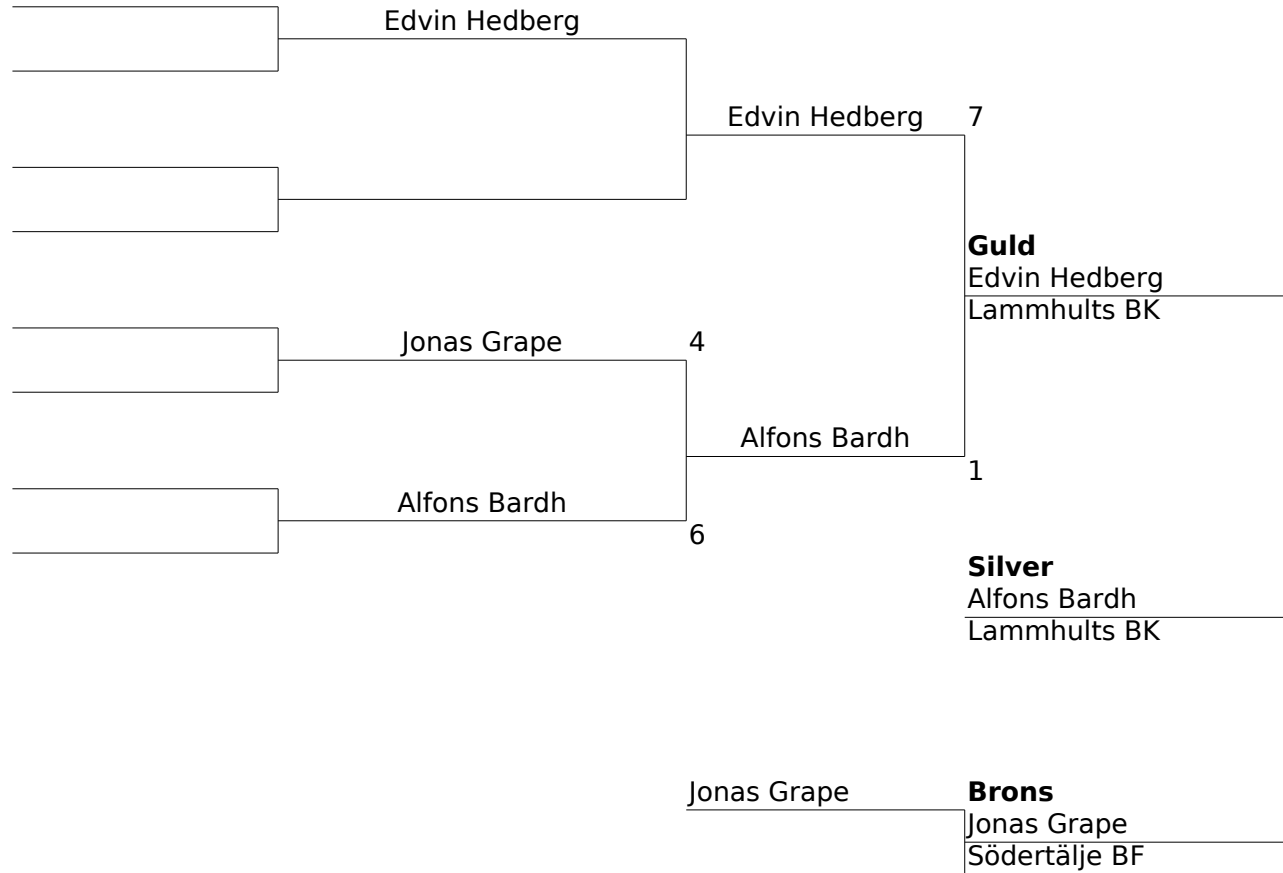 Edvin Hedberg
Edvin Hedberg 7
Guld
Edvin Hedberg
Lammhults BK
Jonas Grape 4
Alfons Bardh
1
Alfons Bardh
6
Silver
Alfons Bardh
Lammhults BK
Jonas Grape
Brons
Jonas Grape
Södertälje BF